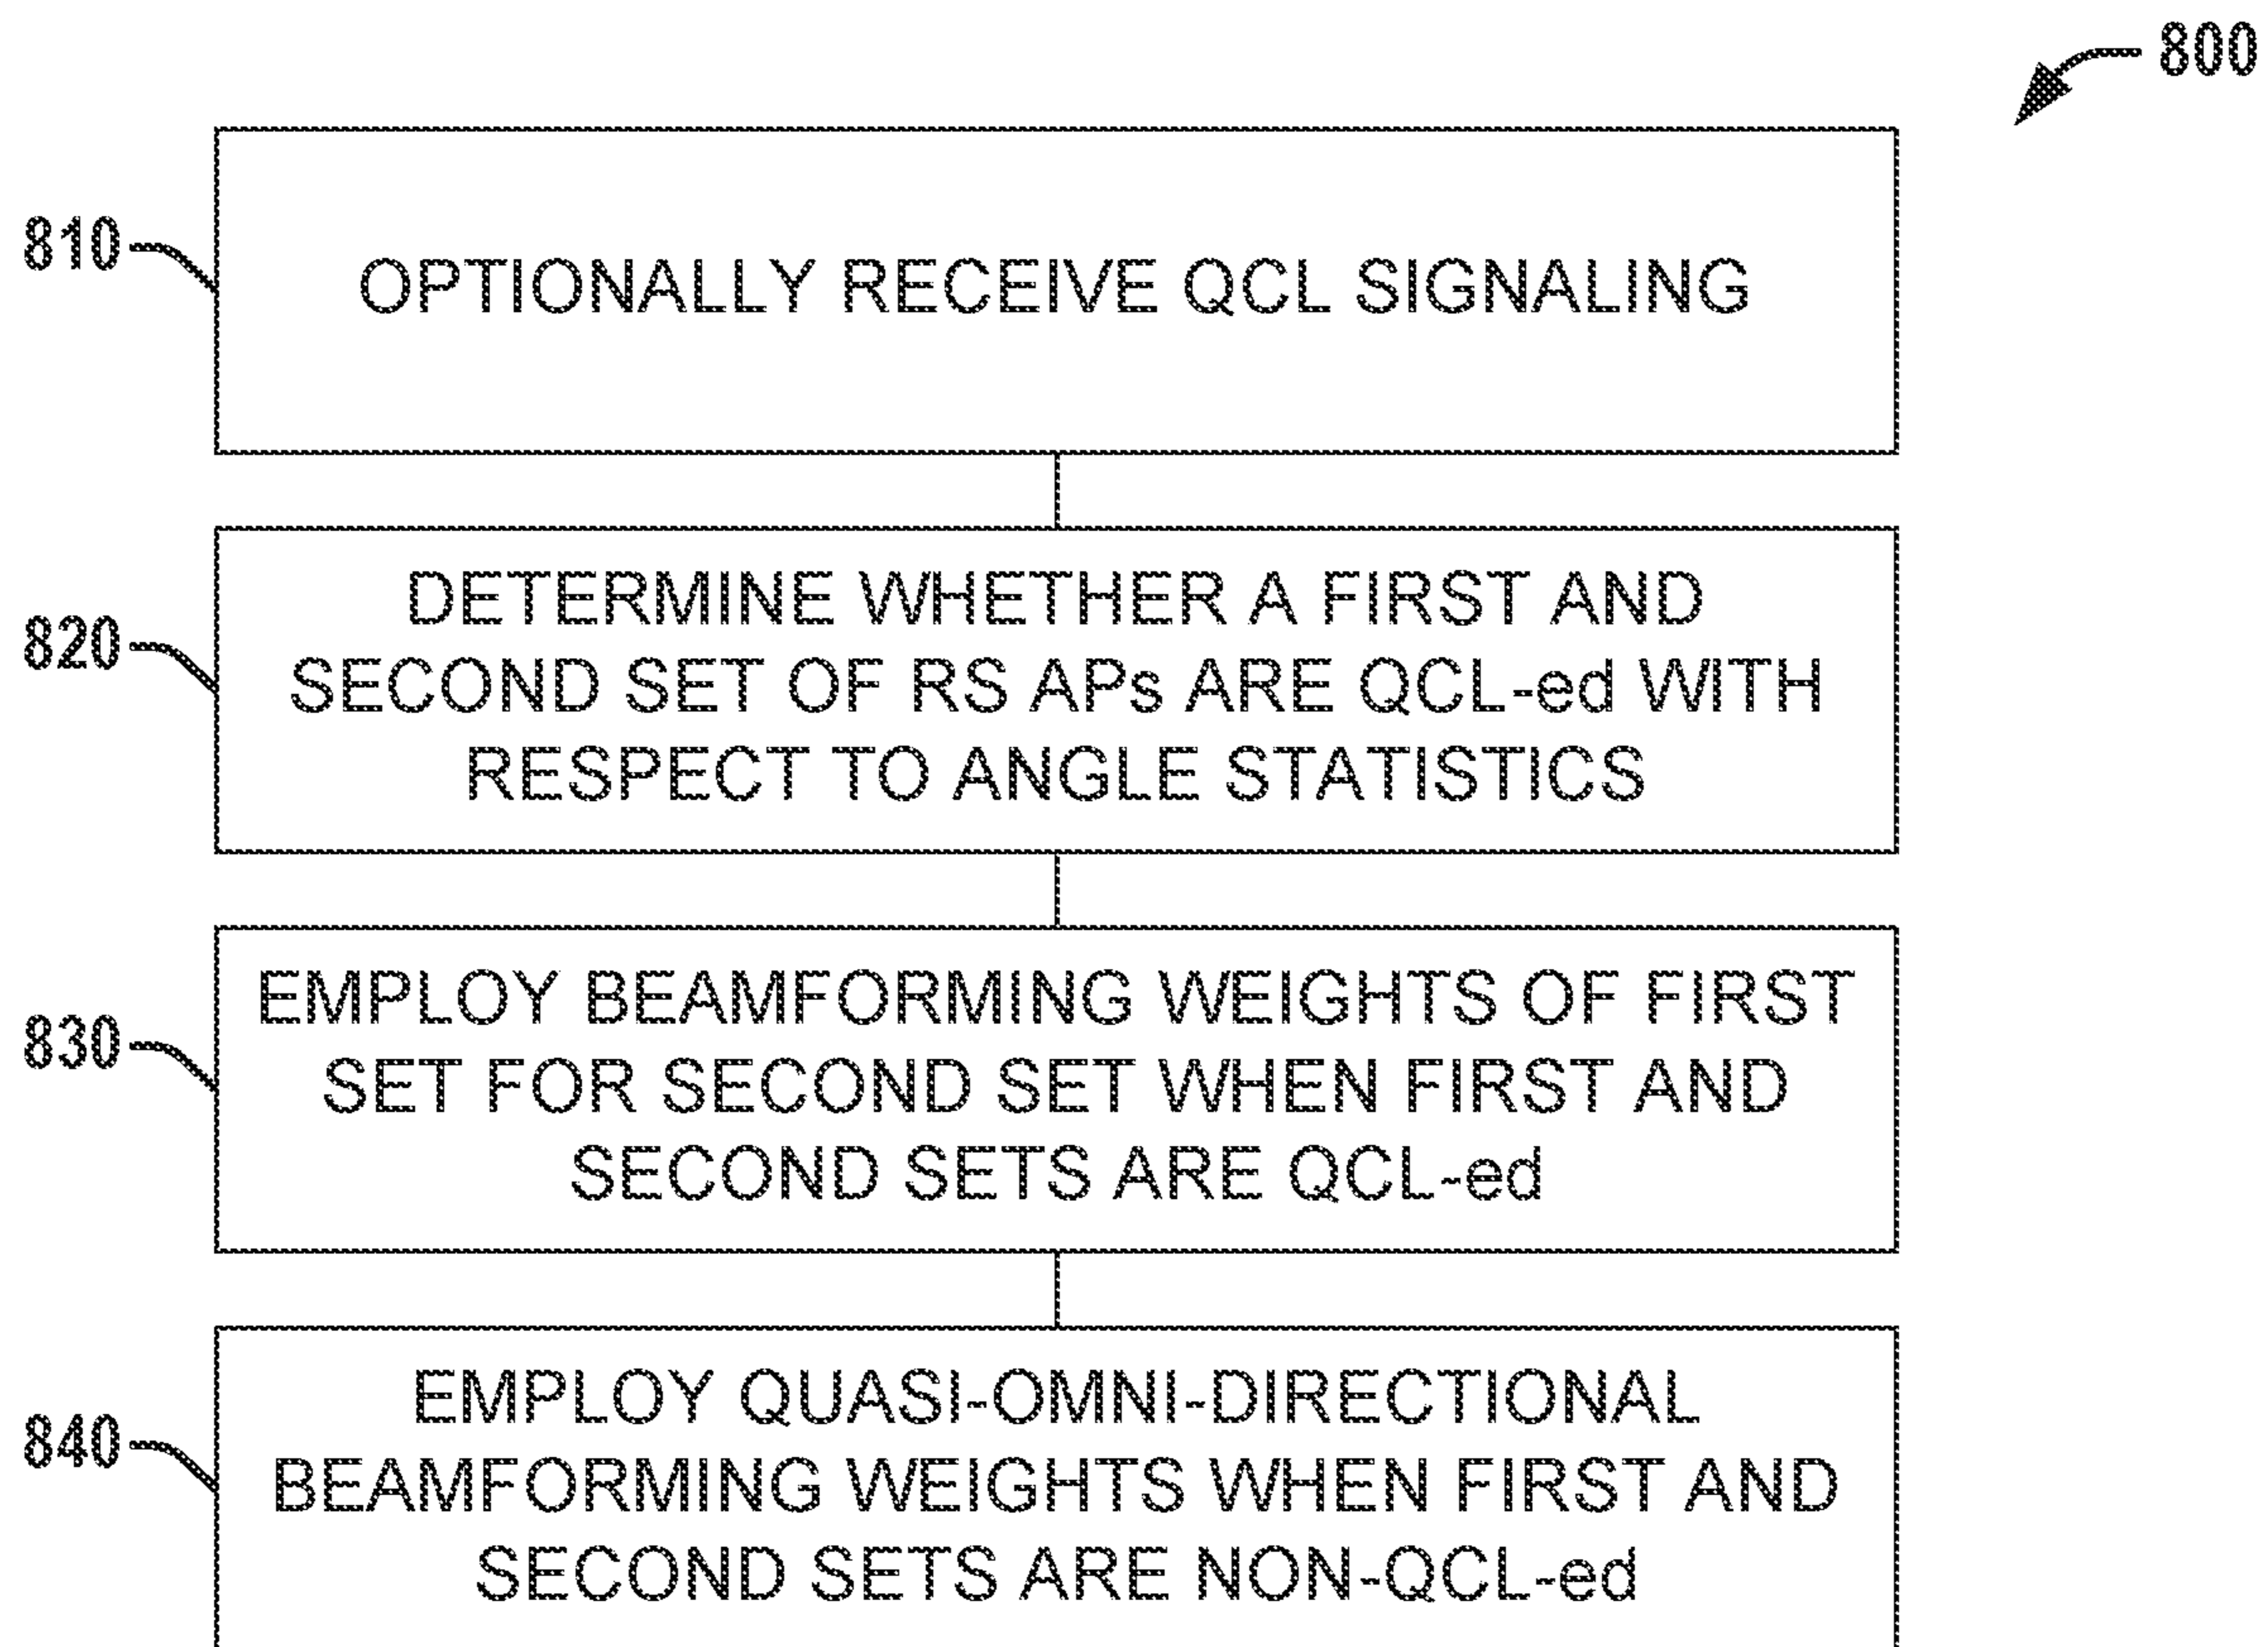 800
810
OPTIONALLY RECEIVE QCL SIGNALING
820
DETERMINE WHETHER A FIRST AND
SECOND SET OF RS APs ARE QCL-ed WITH
RESPECT TO ANGLE STATISTICS
830
EMPLOY BEAMFORMING WEIGHTS OF FIRST
SET FOR SECOND SET WHEN FIRST AND
SECOND SETS ARE QCL-ed
840
EMPLOY QUASI-OMNI-DIRECTIONAL
BEAMFORMING WEIGHTS WHEN FIRST AND
SECOND SETS ARE NON-QCL-ed